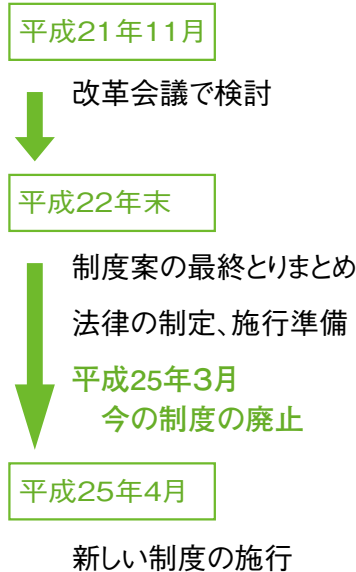 平成21年11月
改革会議で検討
平成22年末
制度案の最終とりまとめ
法律の制定、施行準備
平成25年3月
今の制度の廃止
平成25年4月
新しい制度の施行